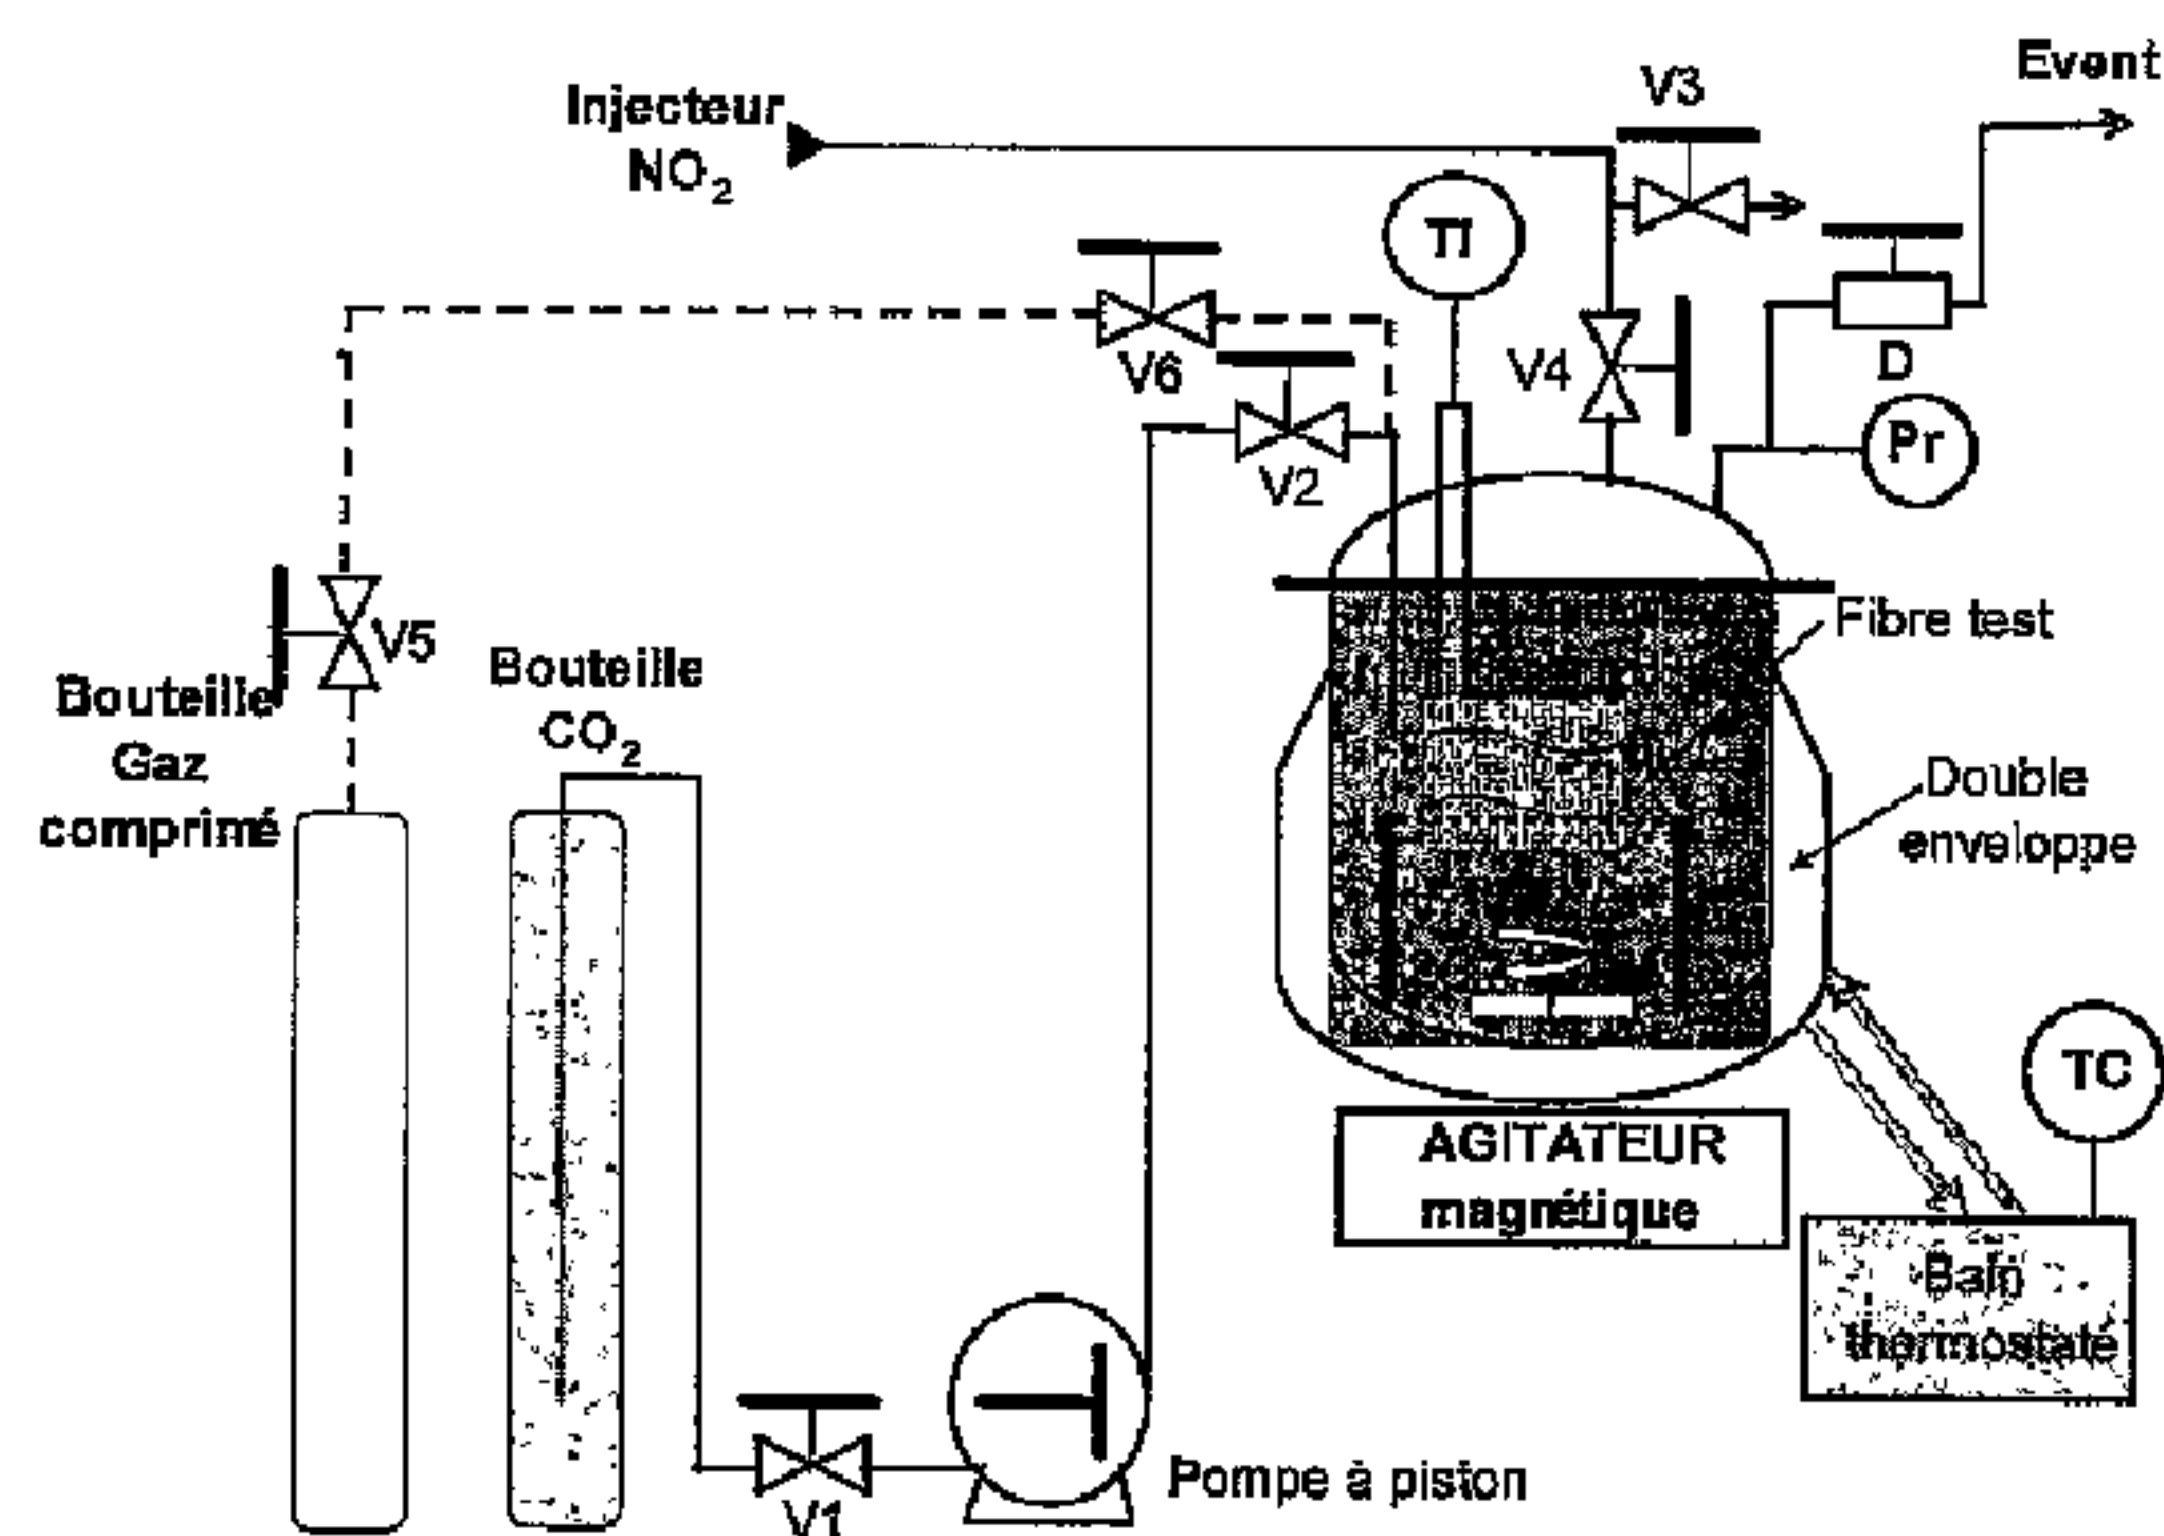 Event
V3
Injecteur
NO2
TI
V6
V4
D
V2
Pr
Fibre test
V5
Bouteille
Gaz
comprimé
Bouteille
CO2
Double
enveloppe
TC
AGITATEUR
magnétique
Bain
thermostaté
Pompe à piston
V1